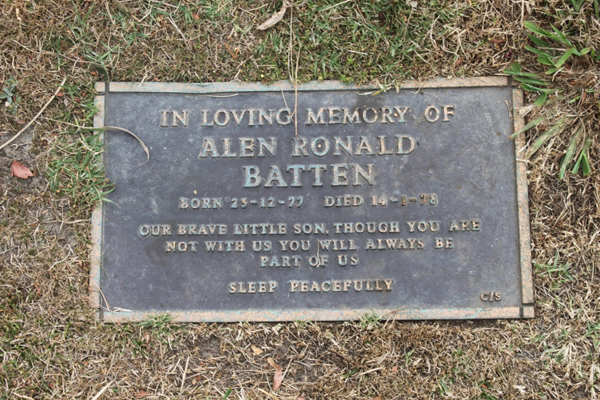 IN LOVING MEMORY OF
ALEN RONALD
BATTEN
BORN 23-12-77 DIED 14-1-78
OUR BRAVE LITTLE SON, THOUGH YOU ARE
NOT WITH US YOU WILL ALWAYS BE
PART OF US
SLEEP PEACEFULLY
C/S